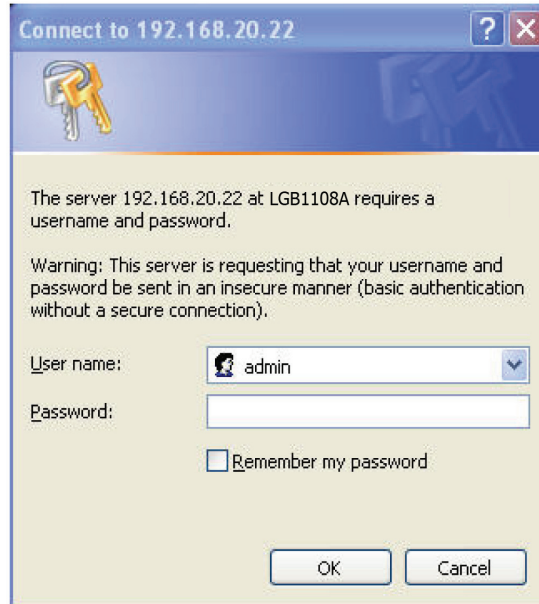 Connect to 192.168.20.22
The server 192.168.20.22 at LGB1108A requires a
username and password.
Warning: This server is requesting that your username and
password be sent in an insecure manner (basic authentication
without a secure connection).
User name:
admin
Password:
Remember my password
OK
Cancel